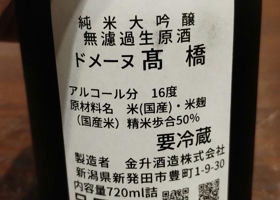 純米大吟醸
無濾過生原酒
ドメーヌ髙橋
アルコール分 16度
原材料名 米(国産)・米麹
(国産米) 精米歩合50%
要冷蔵
製造者 金升酒造株式会社
新潟県新発田市豊町1-9-30
内容量720ml詰